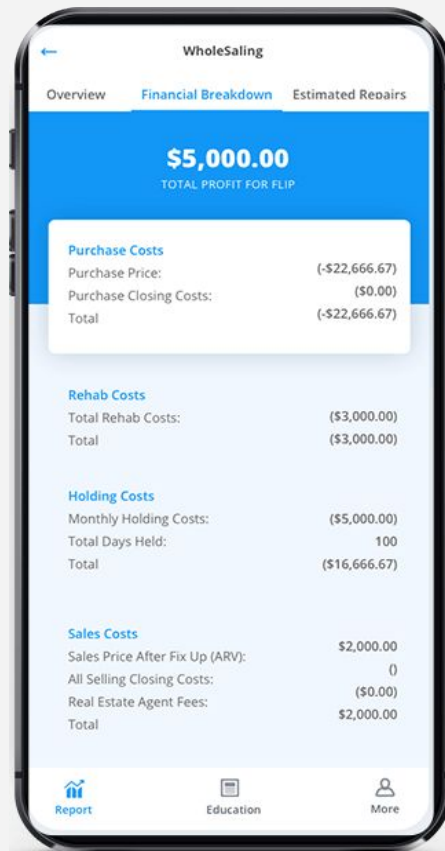 WholeSaling
Overview Financial Breakdown Estimated Repairs
$5,000.00
TOTAL PROFIT FOR FLIP
Purchase Costs
Purchase Price: (-$22,666.67)
Purchase Closing Costs: ($0.00)
Total (-$22,666.67)
Rehab Costs
Total Rehab Costs: ($3,000.00)
Total ($3,000.00)
Holding Costs
Monthly Holding Costs: ($5,000.00)
Total Days Held: 100
Total ($16,666.67)
Sales Costs
Sales Price After Fix Up (ARV): $2,000.00
All Selling Closing Costs: ()
Real Estate Agent Fees: ($0.00)
Total $2,000.00
Report Education More